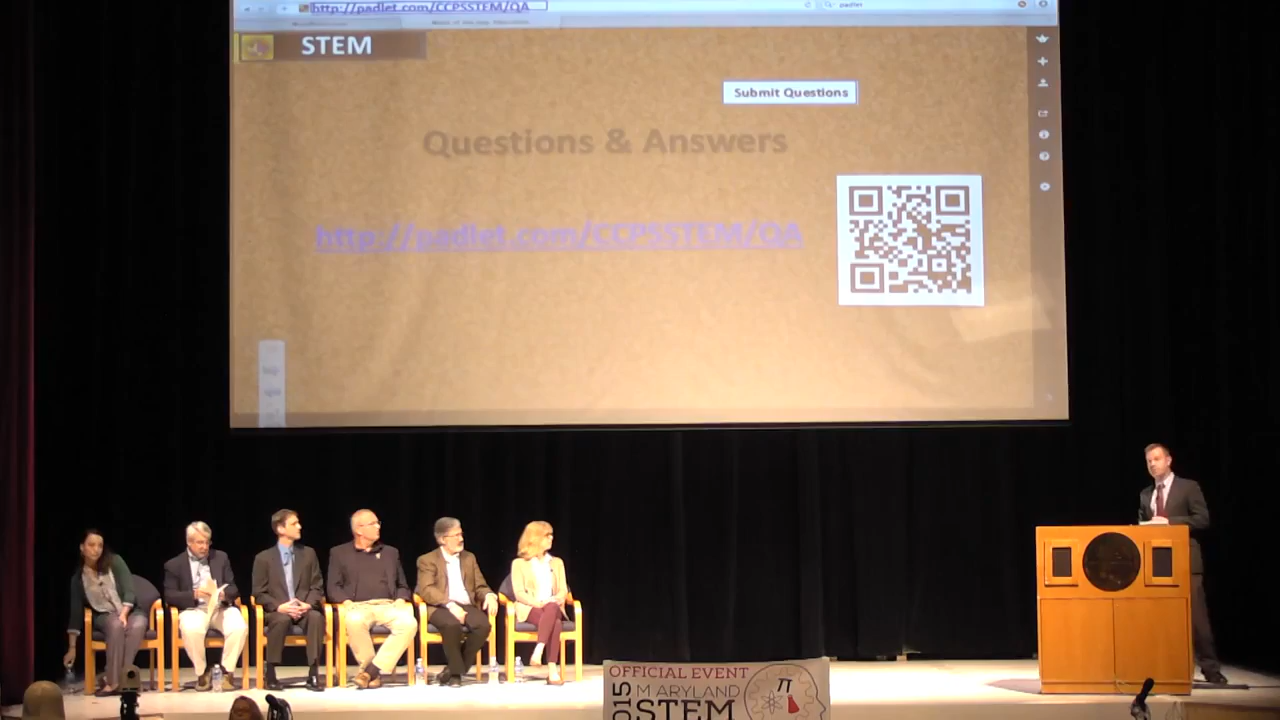 http://padlet.com/CCPSSTEM/QA
padlet
STEM
Submit Questions
Questions & Answers
http://padlet.com/CCPSSTEM/QA
OFFICIAL EVENT
2015
MARYLAND
STEM
π